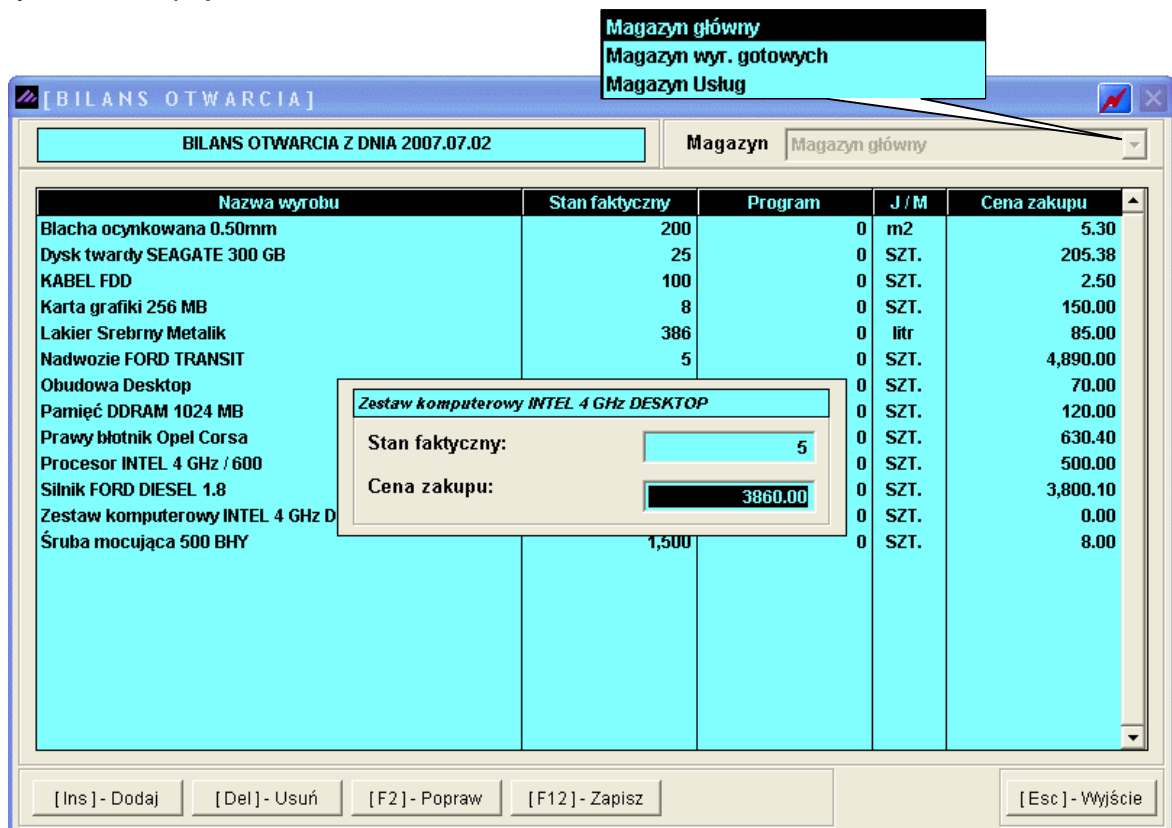 Magazyn główny
Magazyn wyr. gotowych
Magazyn Usług
[BILANS OTWARCIA]
BILANS OTWARCIA Z DNIA 2007.07.02 Magazyn Magazyn główny
Nazwa wyrobu Stan faktyczny Program J / M Cena zakupu
Blacha ocynkowana 0.50mm 200 0 m2 5.30
Dysk twardy SEAGATE 300 GB 25 0 SZT. 205.38
KABEL FDD 100 0 SZT. 2.50
Karta grafiki 256 MB 8 0 SZT. 150.00
Lakier Srebrny Metalik 386 0 litr 85.00
Nadwozie FORD TRANSIT 5 0 SZT. 4,890.00
Obudowa Desktop 0 SZT. 70.00
Pamięć DDRAM 1024 MB 0 SZT. 120.00
Prawy błotnik Opel Corsa 0 SZT. 630.40
Procesor INTEL 4 GHz / 600 0 SZT. 500.00
Silnik FORD DIESEL 1.8 0 SZT. 3,800.10
Zestaw komputerowy INTEL 4 GHz D 0 SZT. 0.00
Śruba mocująca 500 BHY 1,500 0 SZT. 8.00
Zestaw komputerowy INTEL 4 GHz DESKTOP
Stan faktyczny: 5
Cena zakupu: 3860.00
[ Ins ] - Dodaj [ Del ] - Usuń [ F2 ] - Popraw [ F12 ] - Zapisz [ Esc ] - Wyjście